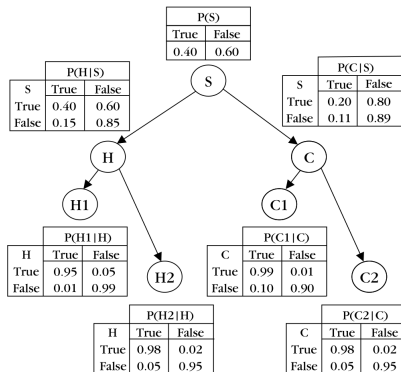 P(S)
True False
0.40 0.60
S
P(H|S)
S True False
True 0.40 0.60
False 0.15 0.85
P(C|S)
S True False
True 0.20 0.80
False 0.11 0.89
H
C
H1
C1
P(H1|H)
H True False
True 0.95 0.05
False 0.01 0.99
H2
P(C1|C)
C True False
True 0.99 0.01
False 0.10 0.90
C2
P(H2|H)
H True False
True 0.98 0.02
False 0.05 0.95
P(C2|C)
C True False
True 0.98 0.02
False 0.05 0.95